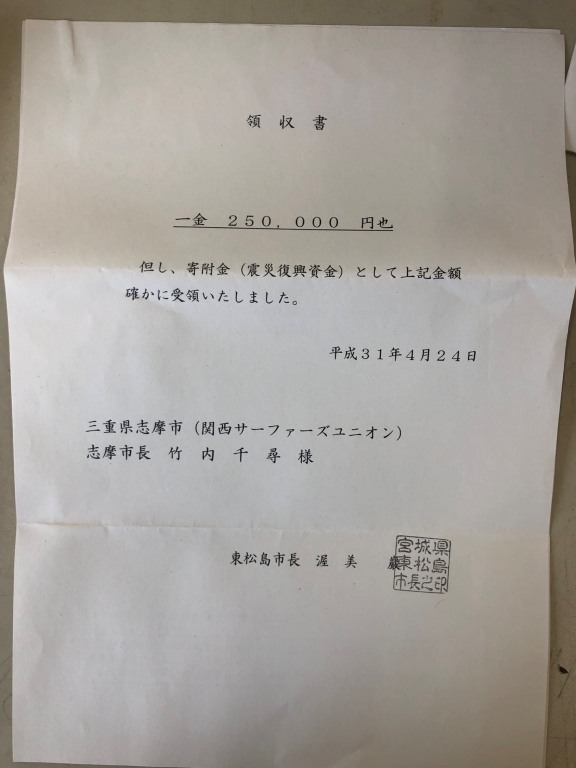 領 収 書
一金 ２５０，０００ 円也
但し、寄附金（震災復興資金）として上記金額
確かに受領いたしました。
平成３１年４月２４日
三重県志摩市（関西サーファーズユニオン）
志摩市長 竹 内 千 尋 様
東松島市長 渥 美 巖
宮城県
東松島
市長之印